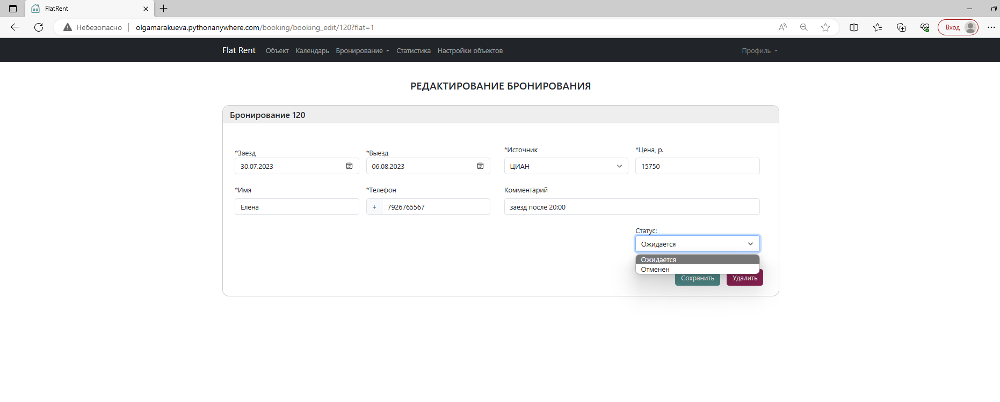 FlatRent
Небезопасно olgamarakueva.pythonanywhere.com/booking/booking_edit/120?flat=1 Вход
Flat Rent Объект Календарь Бронирование Статистика Настройки объектов Профиль
РЕДАКТИРОВАНИЕ БРОНИРОВАНИЯ
Бронирование 120
*Заезд *Выезд *Источник *Цена, р.
30.07.2023 06.08.2023 ЦИАН 15750
*Имя *Телефон Комментарий
Елена + 7926765567 заезд после 20:00
Статус:
Ожидается
Ожидается
Отменен
Сохранить Удалить